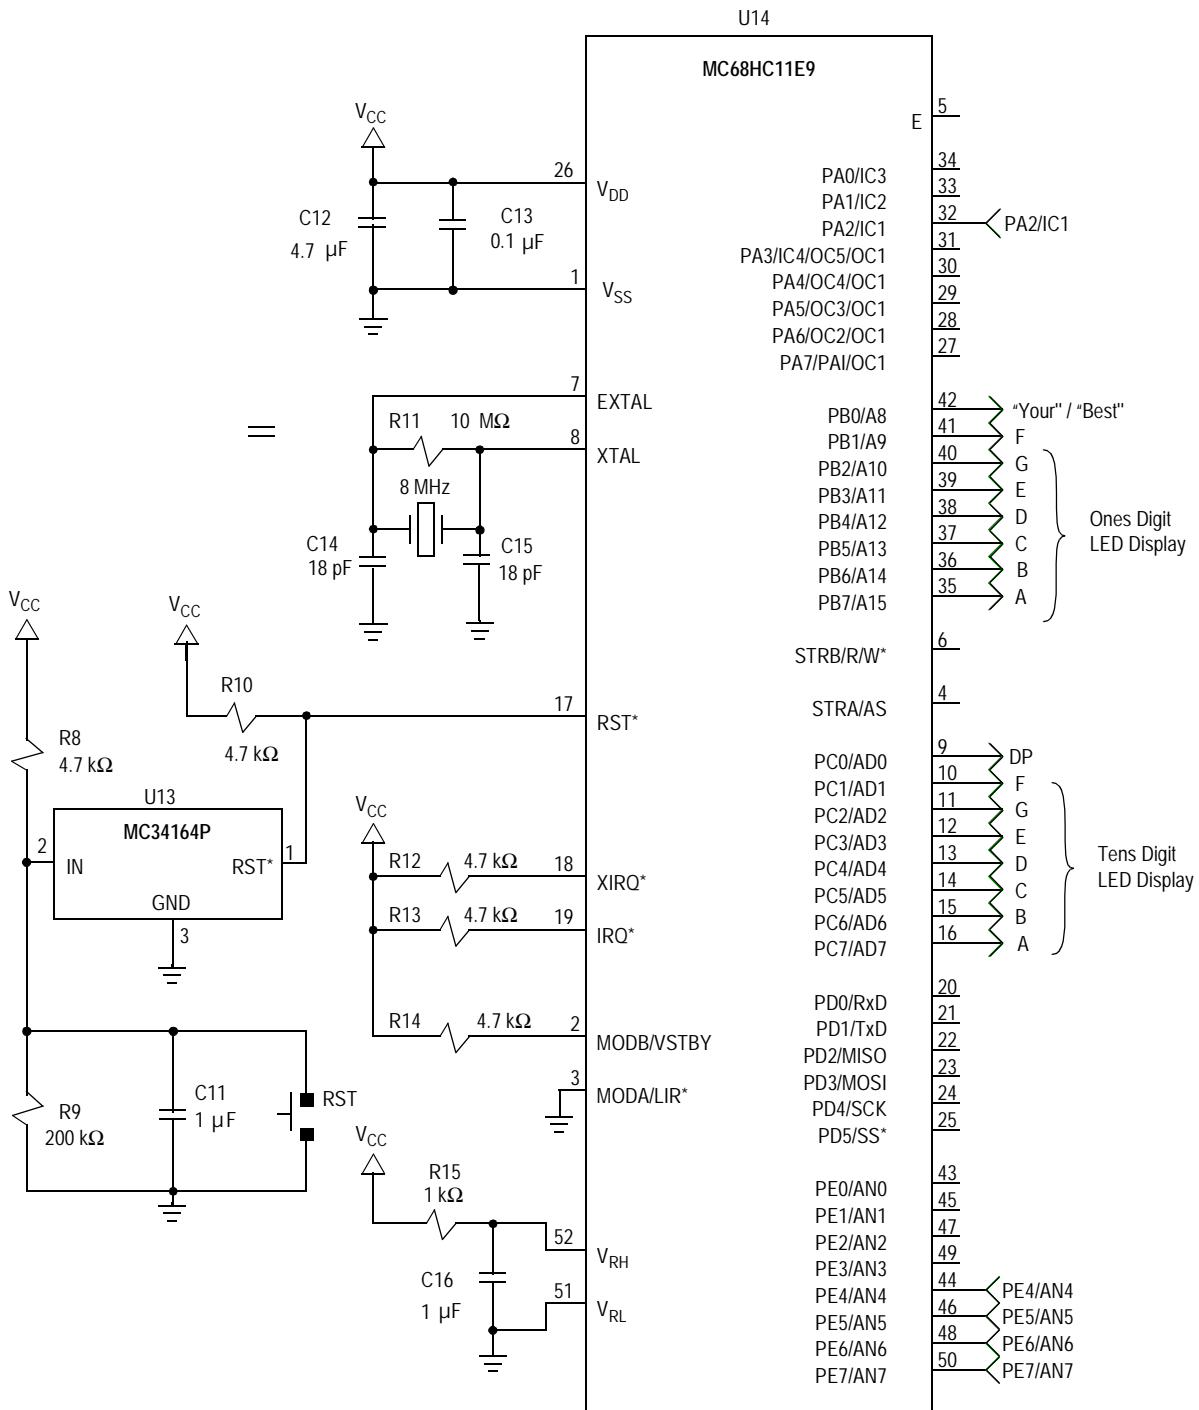 U14
MC68HC11E9
5
E
V_CC
34
PA0/IC3
33
PA1/IC2
32
PA2/IC1
PA2/IC1
31
PA3/IC4/OC5/OC1
30
PA4/OC4/OC1
29
PA5/OC3/OC1
28
PA6/OC2/OC1
27
PA7/PAI/OC1
26
V_DD
C12
4.7 µF
C13
0.1 µF
1
V_SS
7
EXTAL
R11
10 MΩ
8
XTAL
8 MHz
C14
18 pF
C15
18 pF
42
PB0/A8
"Your" / "Best"
41
PB1/A9
F
40
PB2/A10
G
39
PB3/A11
E
38
PB4/A12
D
37
PB5/A13
C
36
PB6/A14
B
35
PB7/A15
A
Ones Digit
LED Display
6
STRB/R/W*
4
STRA/AS
V_CC
V_CC
R10
4.7 kΩ
17
RST*
R8
4.7 kΩ
U13
MC34164P
2
IN
RST*
1
GND
3
9
PC0/AD0
DP
10
PC1/AD1
F
11
PC2/AD2
G
12
PC3/AD3
E
13
PC4/AD4
D
14
PC5/AD5
C
15
PC6/AD6
B
16
PC7/AD7
A
Tens Digit
LED Display
V_CC
R12
4.7 kΩ
18
XIRQ*
R13
4.7 kΩ
19
IRQ*
R14
4.7 kΩ
2
MODB/VSTBY
3
MODA/LIR*
20
PD0/RxD
21
PD1/TxD
22
PD2/MISO
23
PD3/MOSI
24
PD4/SCK
25
PD5/SS*
R9
200 kΩ
C11
1 µF
RST
V_CC
R15
1 kΩ
52
V_RH
C16
1 µF
51
V_RL
43
PE0/AN0
45
PE1/AN1
47
PE2/AN2
49
PE3/AN3
44
PE4/AN4
PE4/AN4
46
PE5/AN5
PE5/AN5
48
PE6/AN6
PE6/AN6
50
PE7/AN7
PE7/AN7